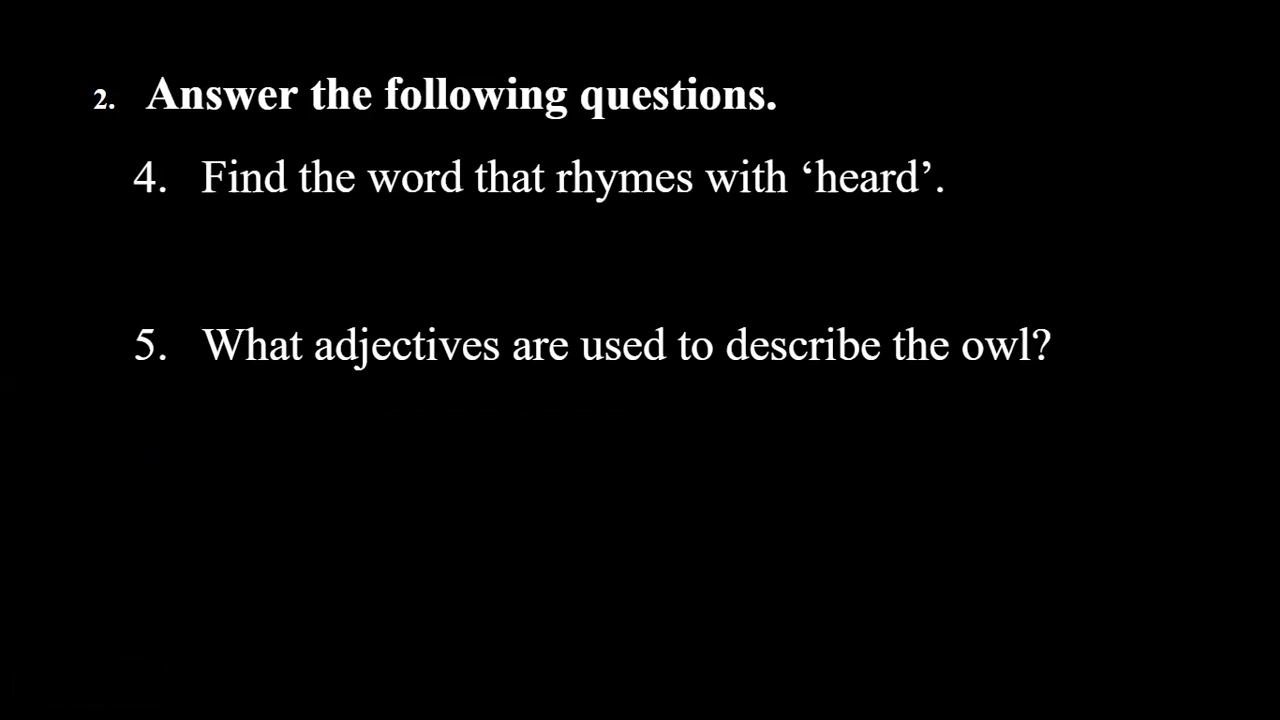 2. Answer the following questions.
4. Find the word that rhymes with ‘heard’.
5. What adjectives are used to describe the owl?